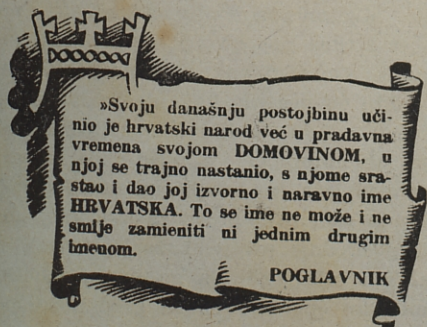 »Svoju današnju postojbinu uči-
nio je hrvatski narod već u pradavna
vremena svojom DOMOVINOM, u
njoj se trajno nastanio, s njome sra-
stao i dao joj izvorno i naravno ime
HRVATSKA. To se ime ne može i ne
smije zamieniti ni jednim drugim
imenom.
POGLAVNIK